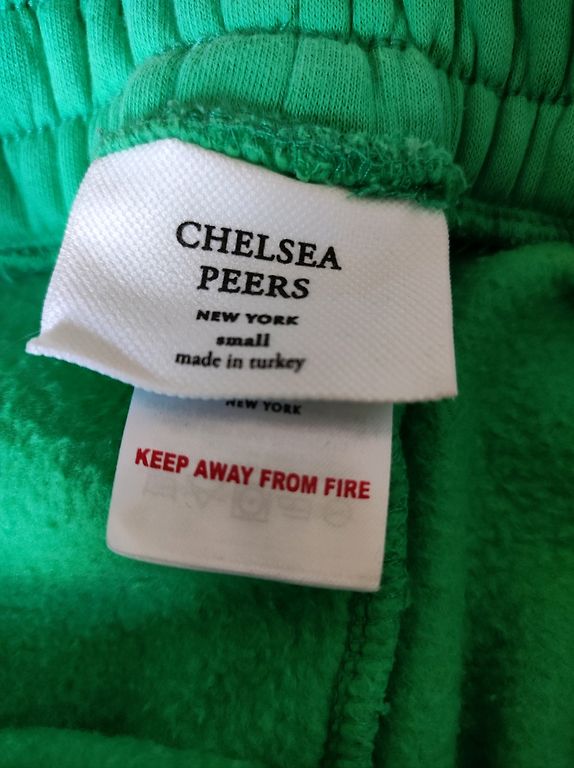 CHELSEA
PEERS
NEW YORK
small
made in turkey
NEW YORK
KEEP AWAY FROM FIRE